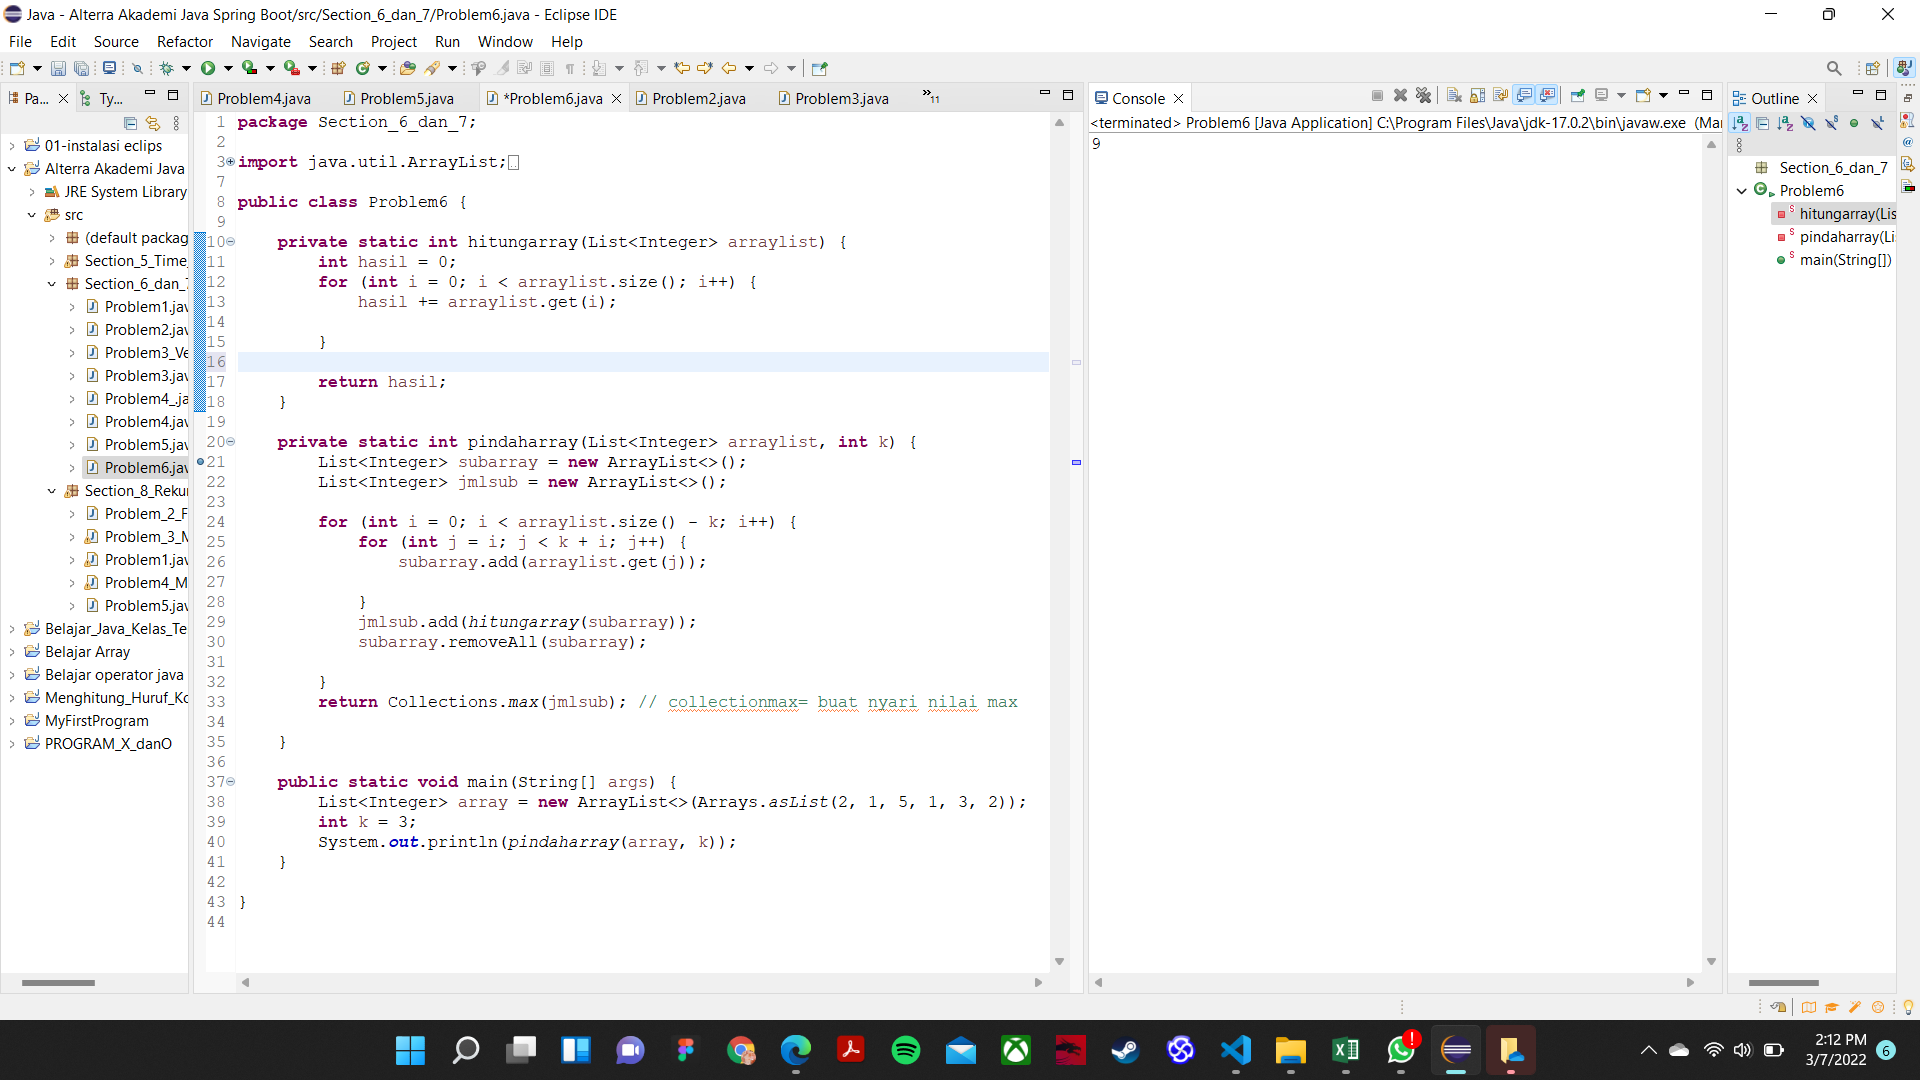 Java - Alterra Akademi Java Spring Boot/src/Section_6_dan_7/Problem6.java - Eclipse IDE
File Edit Source Refactor Navigate Search Project Run Window Help
Pa... Ty...
01-instalasi eclips
Alterra Akademi Java
JRE System Library
src
(default packag
Section_5_Time_
Section_6_dan_7
Problem1.jav
Problem2.jav
Problem3_Ve
Problem3.jav
Problem4_.ja
Problem4.jav
Problem5.jav
Problem6.jav
Section_8_Rekur
Problem_2_F
Problem_3_M
Problem1.jav
Problem4_M
Problem5.jav
Belajar_Java_Kelas_Te
Belajar Array
Belajar operator java
Menghitung_Huruf_Ko
MyFirstProgram
PROGRAM_X_danO
Problem4.java Problem5.java *Problem6.java Problem2.java Problem3.java »11
1 package Section_6_dan_7;
2
3 import java.util.ArrayList;
7
8 public class Problem6 {
9
10 private static int hitungarray(List<Integer> arraylist) {
11 int hasil = 0;
12 for (int i = 0; i < arraylist.size(); i++) {
13 hasil += arraylist.get(i);
14
15 }
16
17 return hasil;
18 }
19
20 private static int pindaharray(List<Integer> arraylist, int k) {
21 List<Integer> subarray = new ArrayList<>();
22 List<Integer> jmlsub = new ArrayList<>();
23
24 for (int i = 0; i < arraylist.size() - k; i++) {
25 for (int j = i; j < k + i; j++) {
26 subarray.add(arraylist.get(j));
27
28 }
29 jmlsub.add(hitungarray(subarray));
30 subarray.removeAll(subarray);
31
32 }
33 return Collections.max(jmlsub); // collectionmax= buat nyari nilai max
34
35 }
36
37 public static void main(String[] args) {
38 List<Integer> array = new ArrayList<>(Arrays.asList(2, 1, 5, 1, 3, 2));
39 int k = 3;
40 System.out.println(pindaharray(array, k));
41 }
42
43 }
44
Console
<terminated> Problem6 [Java Application] C:\Program Files\Java\jdk-17.0.2\bin\javaw.exe (Mar
9
Outline
Section_6_dan_7
Problem6
hitungarray(Lis
pindaharray(Li
main(String[])
2:12 PM
3/7/2022
6